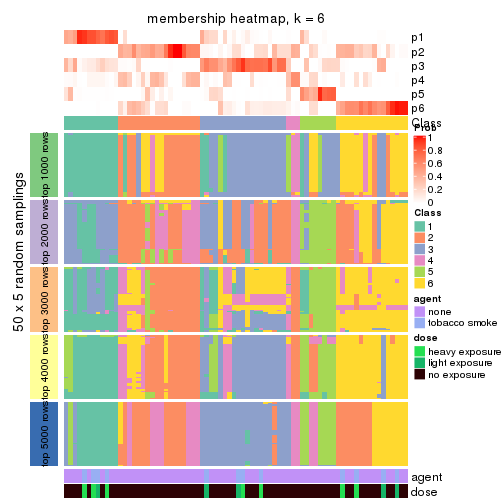 membership heatmap, k = 6
p1
p2
p3
p4
p5
p6
Class
Prob
1
0.8
0.6
0.4
0.2
0
Class
1
2
3
4
5
6
agent
none
tobacco smoke
dose
heavy exposure
light exposure
no exposure
50 x 5 random samplings
top 1000 rows
top 2000 rows
top 3000 rows
top 4000 rows
top 5000 rows
agent
dose